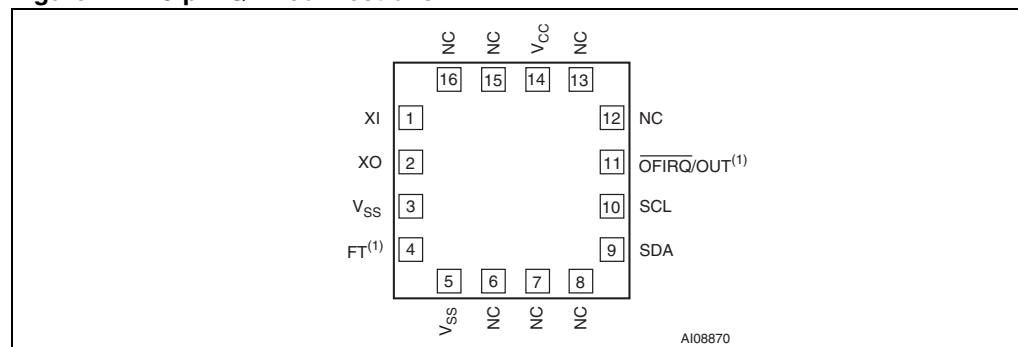 NC NC VCC NC
16 15 14 13
XI 1 12 NC
XO 2 11 OFIRQ/OUT(1)
VSS 3 10 SCL
FT(1) 4 9 SDA
5 6 7 8
VSS NC NC NC
AI08870